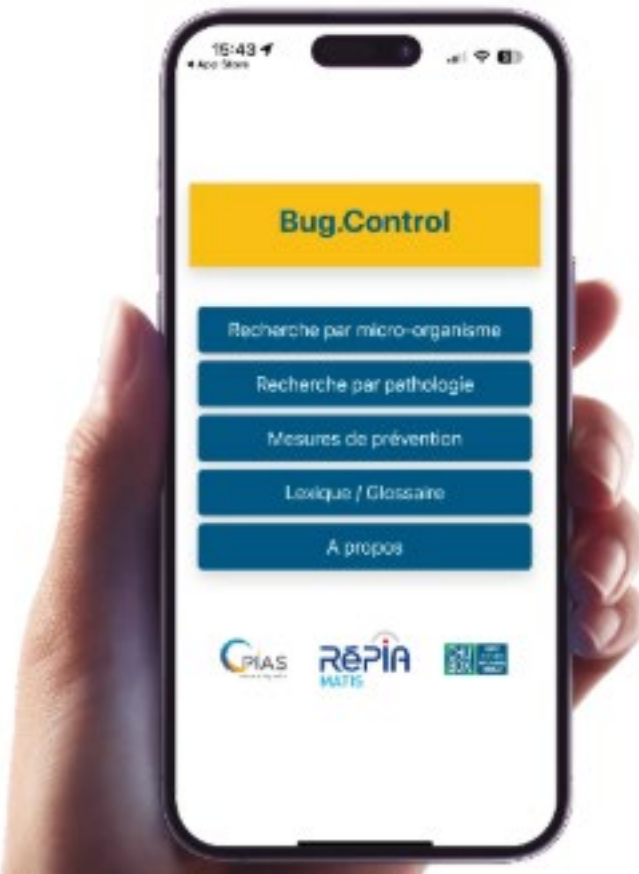 15:43
◀ App Store
Bug.Control
Recherche par micro-organisme
Recherche par pathologie
Mesures de prévention
Lexique / Glossaire
A propos
CPIAS
RéPIA
MATIS